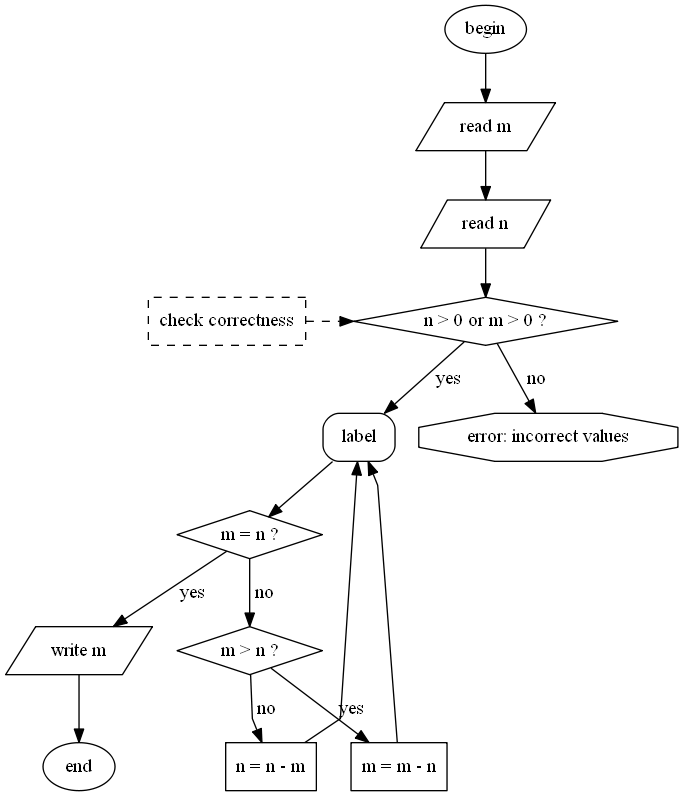 begin
read m
read n
check correctness
n > 0 or m > 0 ?
yes
no
label
error: incorrect values
m = n ?
yes
no
write m
m > n ?
no
yes
end
n = n - m
m = m - n